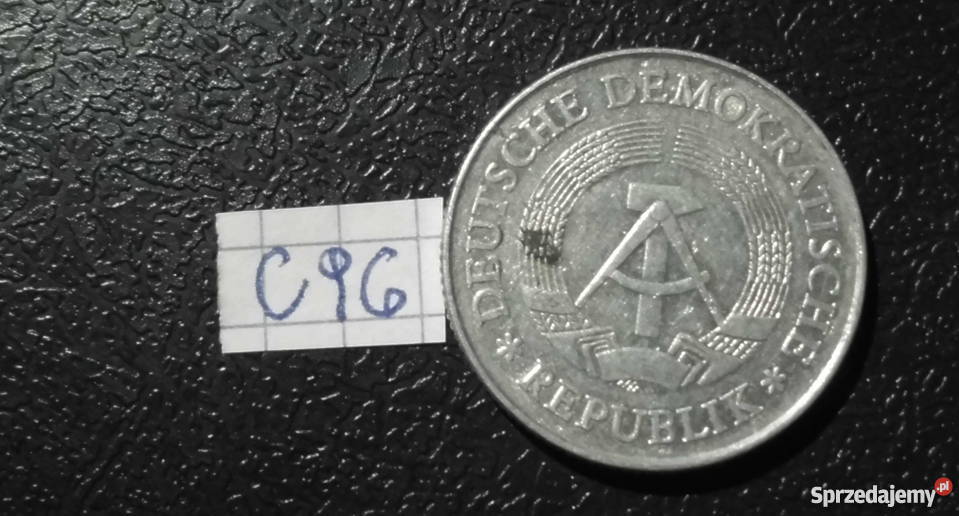 C96
DEUTSCHE DEMOKRATISCHE
* REPUBLIK *
Sprzedajemy.pl